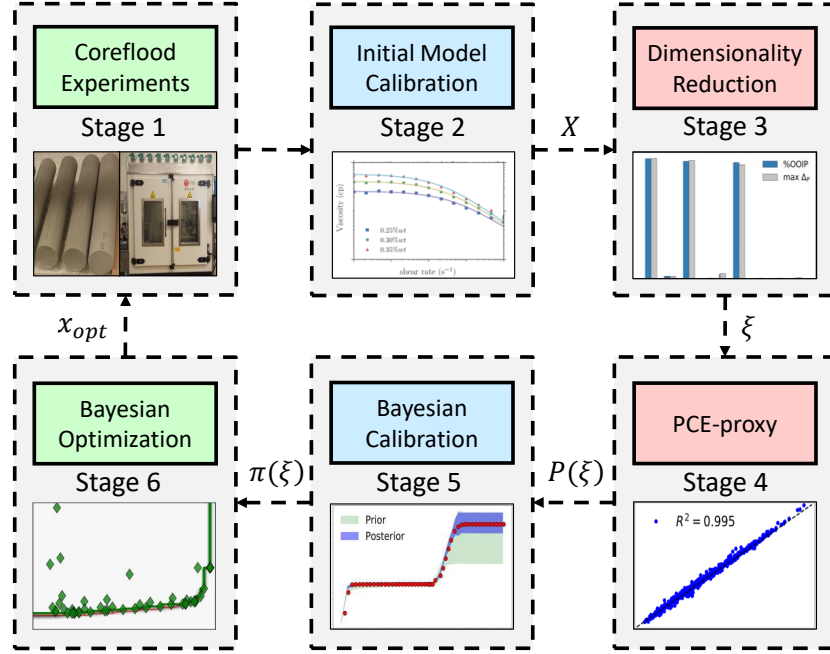 Coreflood
Experiments
Stage 1
Initial Model
Calibration
Stage 2
Viscosity (cp)
0.25%wt
0.30%wt
0.35%wt
shear rate (s⁻¹)
X
Dimensionality
Reduction
Stage 3
%OOIP
max Δ_P
x_opt
ξ
Bayesian
Optimization
Stage 6
π(ξ)
Bayesian
Calibration
Stage 5
Prior
Posterior
P(ξ)
PCE-proxy
Stage 4
R² = 0.995